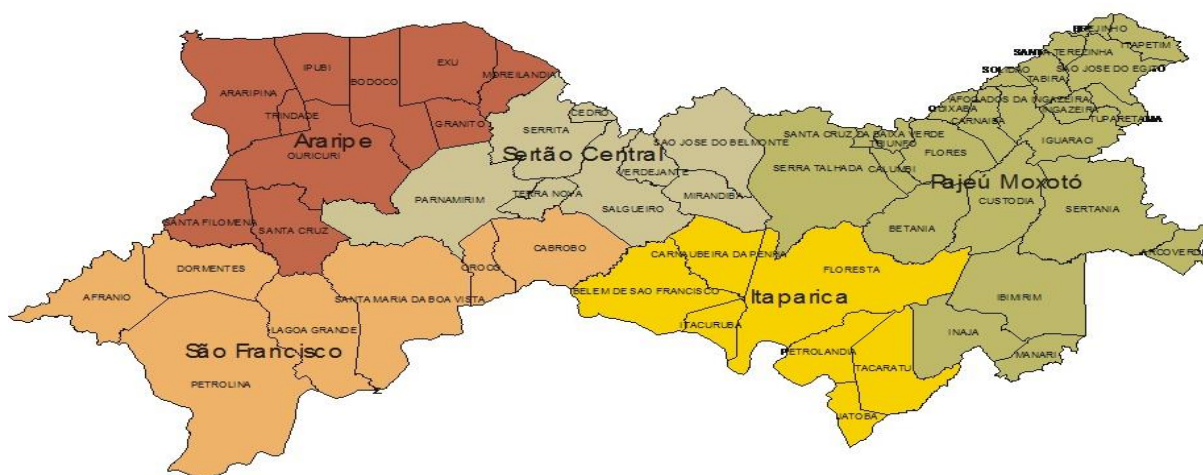 ARARIPINA
IPUBI
BODOCO
EXU
MOREILANDIA
TRINDADE
GRANITO
Araripe
OURICURI
SANTA FILOMENA
SANTA CRUZ
CEDRO
SERRITA
Sertão Central
SAO JOSE DO BELMONTE
VERDEJANTE
PARNAMIRIM
TERRA NOVA
SALGUEIRO
MIRANDIBA
ITAPETIM
SANTA TEREZINHA
SOLIDAO
SAO JOSE DO EGITO
TABIRA
AFOGADOS DA INGAZEIRA
INGAZEIRA
CARNAIBA
IGUARACI
SANTA CRUZ DA BAIXA VERDE
SERRA TALHADA
CALUMBI
FLORES
Pajeú Moxotó
CUSTODIA
SERTANIA
BETANIA
ARCOVERDE
IBIMIRIM
INAJA
MANARI
DORMENTES
AFRANIO
SANTA MARIA DA BOA VISTA
OROCO
CABROBO
LAGOA GRANDE
São Francisco
PETROLINA
CARNAUBEIRA DA PENHA
FLORESTA
BELEM DE SAO FRANCISCO
Itaparica
ITACURUBA
PETROLANDIA
TACARATU
JATOBA